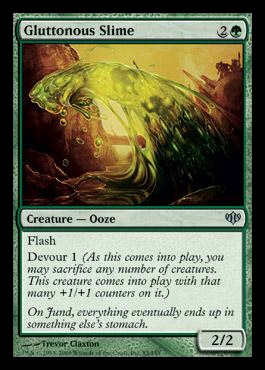 Gluttonous Slime 2
Creature — Ooze
Flash
Devour 1 (As this comes into play, you
may sacrifice any number of creatures.
This creature comes into play with that
many +1/+1 counters on it.)
On Jund, everything eventually ends up in
something else's stomach.
Trevor Claxton
2/2